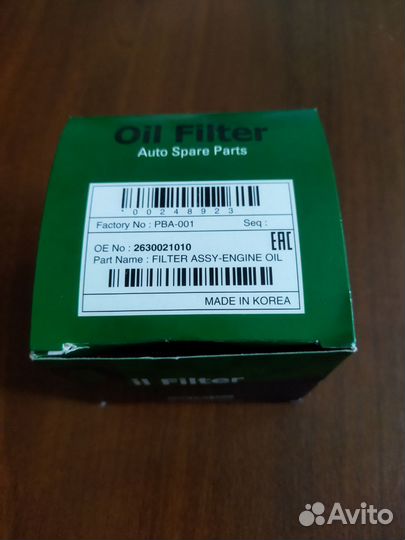 Oil Filter
Auto Spare Parts
*00248923
Factory No : PBA-001 Seq :
OE No : 2630021010
EAC
Part Name : FILTER ASSY-ENGINE OIL
MADE IN KOREA
il Filter
Avito